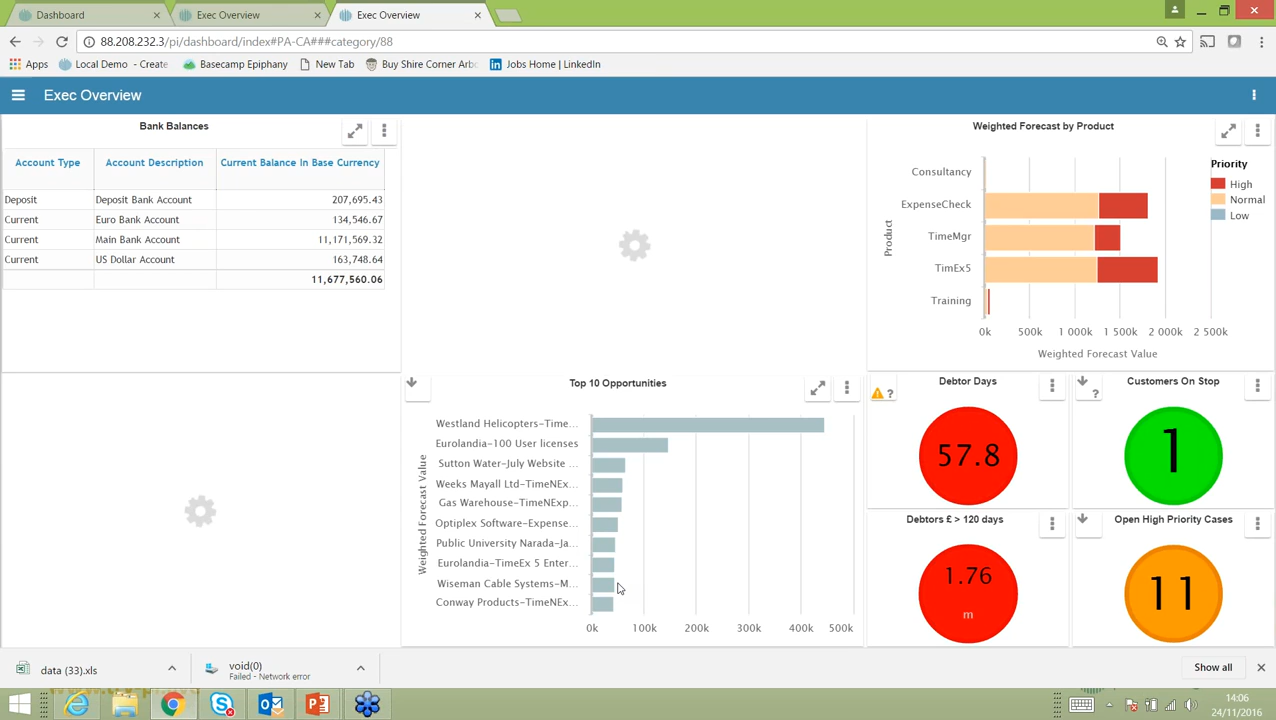 Dashboard
Exec Overview
Exec Overview
88.208.232.3/pi/dashboard/index#PA-CA###category/88
Apps
Local Demo - Create
Basecamp Epiphany
New Tab
Buy Shire Corner Arbo
Jobs Home | LinkedIn
Exec Overview
Bank Balances
Account Type Account Description Current Balance In Base Currency
Deposit Deposit Bank Account 207,695.43
Current Euro Bank Account 134,546.67
Current Main Bank Account 11,171,569.32
Current US Dollar Account 163,748.64
11,677,560.06
Weighted Forecast by Product
Product
Consultancy
ExpenseCheck
TimeMgr
TimEx5
Training
0k 500k 1 000k 1 500k 2 000k 2 500k
Weighted Forecast Value
Priority
High
Normal
Low
Top 10 Opportunities
Weighted Forecast Value
Westland Helicopters-Time...
Eurolandia-100 User licenses
Sutton Water-July Website ...
Weeks Mayall Ltd-TimeNEx...
Gas Warehouse-TimeNExp...
Optiplex Software-Expense...
Public University Narada-Ja...
Eurolandia-TimeEx 5 Enter...
Wiseman Cable Systems-M...
Conway Products-TimeNEx...
0k 100k 200k 300k 400k 500k
?
Debtor Days
57.8
?
Customers On Stop
1
Debtors £ > 120 days
1.76
m
Open High Priority Cases
11
data (33).xls
void(0)
Failed - Network error
Show all
14:06
24/11/2016